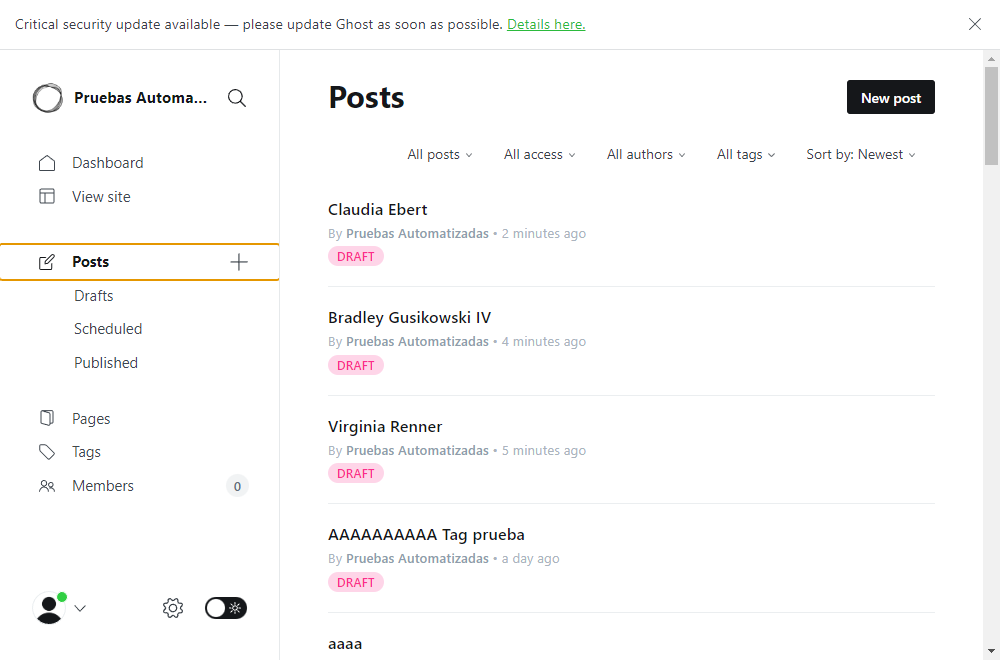 Critical security update available — please update Ghost as soon as possible. Details here.
Pruebas Automa...
Dashboard
View site
Posts
Drafts
Scheduled
Published
Pages
Tags
Members 0
Posts
New post
All posts All access All authors All tags Sort by: Newest
Claudia Ebert
By Pruebas Automatizadas • 2 minutes ago
DRAFT
Bradley Gusikowski IV
By Pruebas Automatizadas • 4 minutes ago
DRAFT
Virginia Renner
By Pruebas Automatizadas • 5 minutes ago
DRAFT
AAAAAAAAAA Tag prueba
By Pruebas Automatizadas • a day ago
DRAFT
aaaa